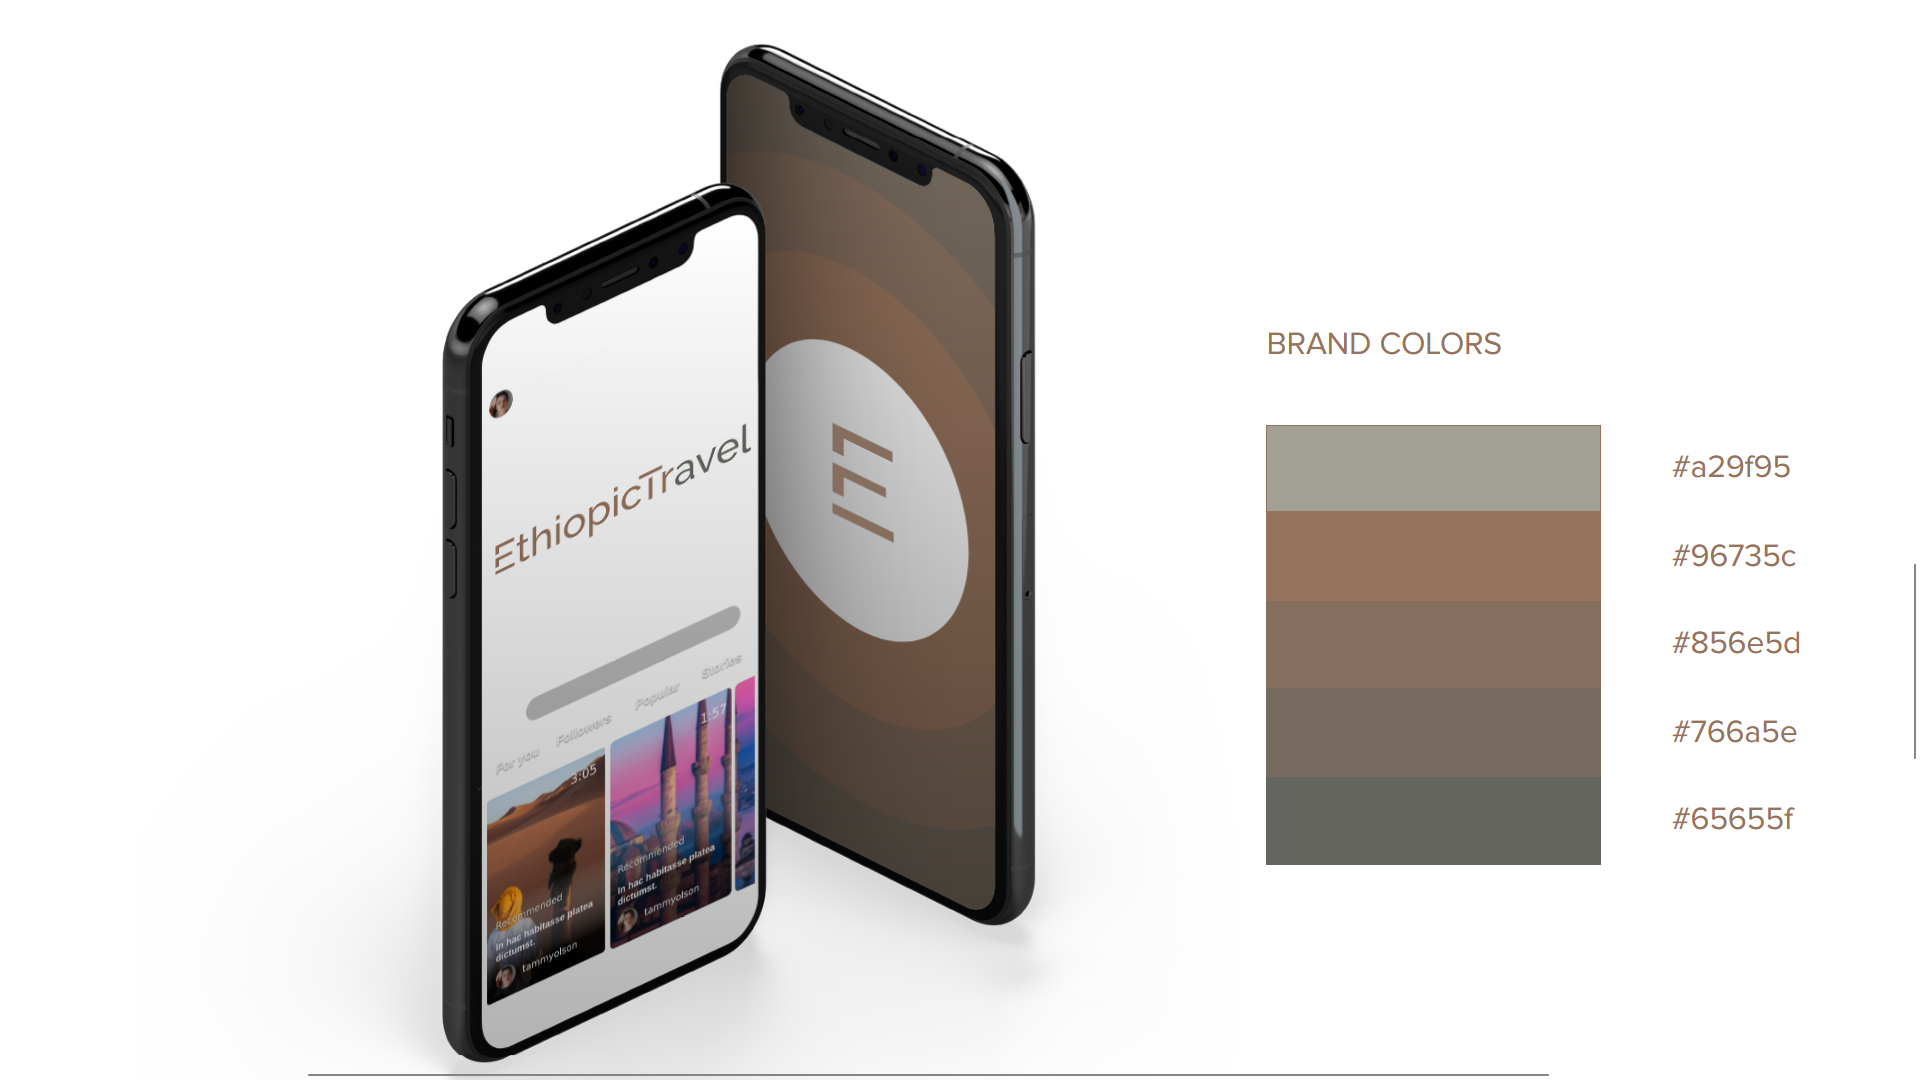 EthiopicTravel
For you
Followers
Popular
Stories
3:05
Recommended
In hac habitasse platea
dictumst.
tammyolson
1:57
Recommended
In hac habitasse platea
dictumst.
tammyolson
BRAND COLORS
#a29f95
#96735c
#856e5d
#766a5e
#65655f